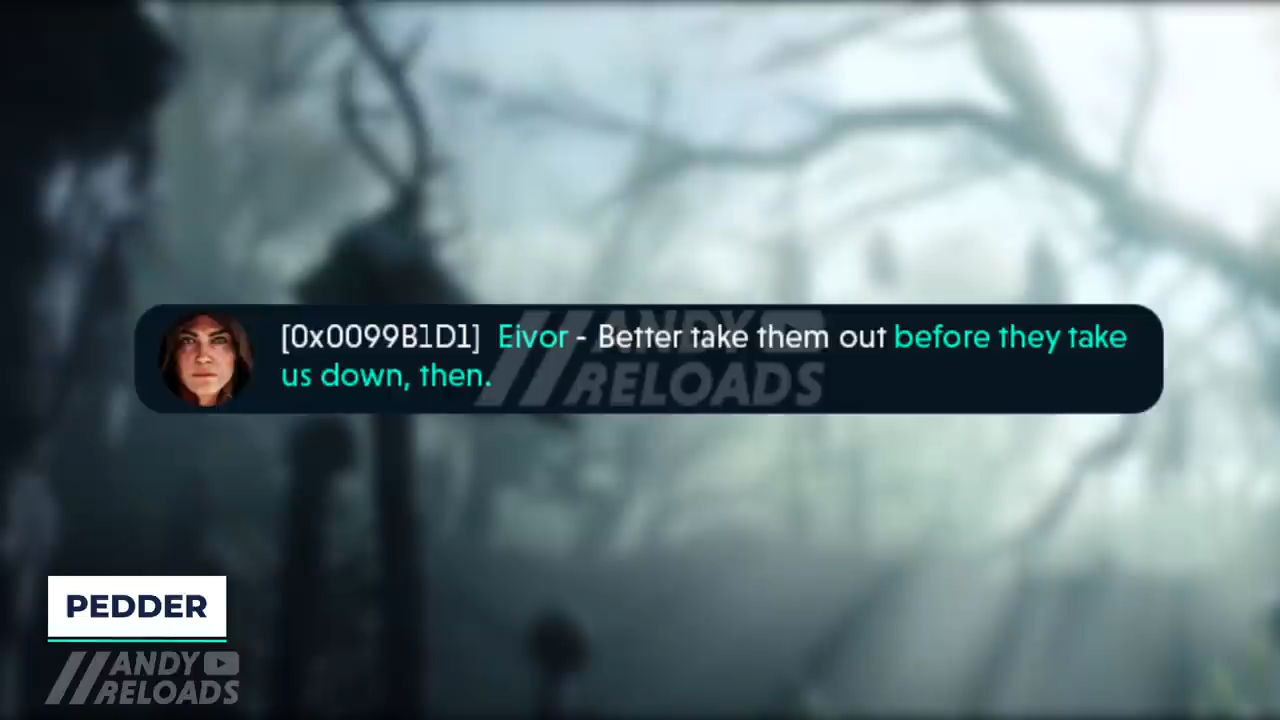 [0x0099B1D1] Eivor - Better take them out before they take
us down, then.
//ANDY
RELOADS
PEDDER
//ANDY
RELOADS